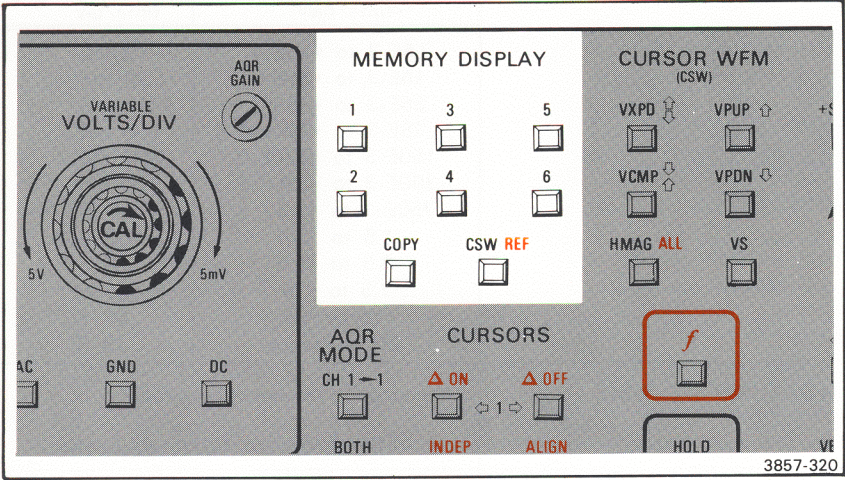 AQR
GAIN
VARIABLE
VOLTS/DIV
CAL
5V
5mV
AC
GND
DC
MEMORY DISPLAY
1
3
5
2
4
6
COPY
CSW REF
AQR
MODE
CH 1
1
BOTH
CURSORS
△ ON
△ OFF
⇦ 1 ⇨
INDEP
ALIGN
CURSOR WFM
(CSW)
VXPD ⇧⇩
VPUP ⇧
VCMP ⇩⇧
VPDN ⇩
HMAG ALL
VS
f
HOLD
3857-320